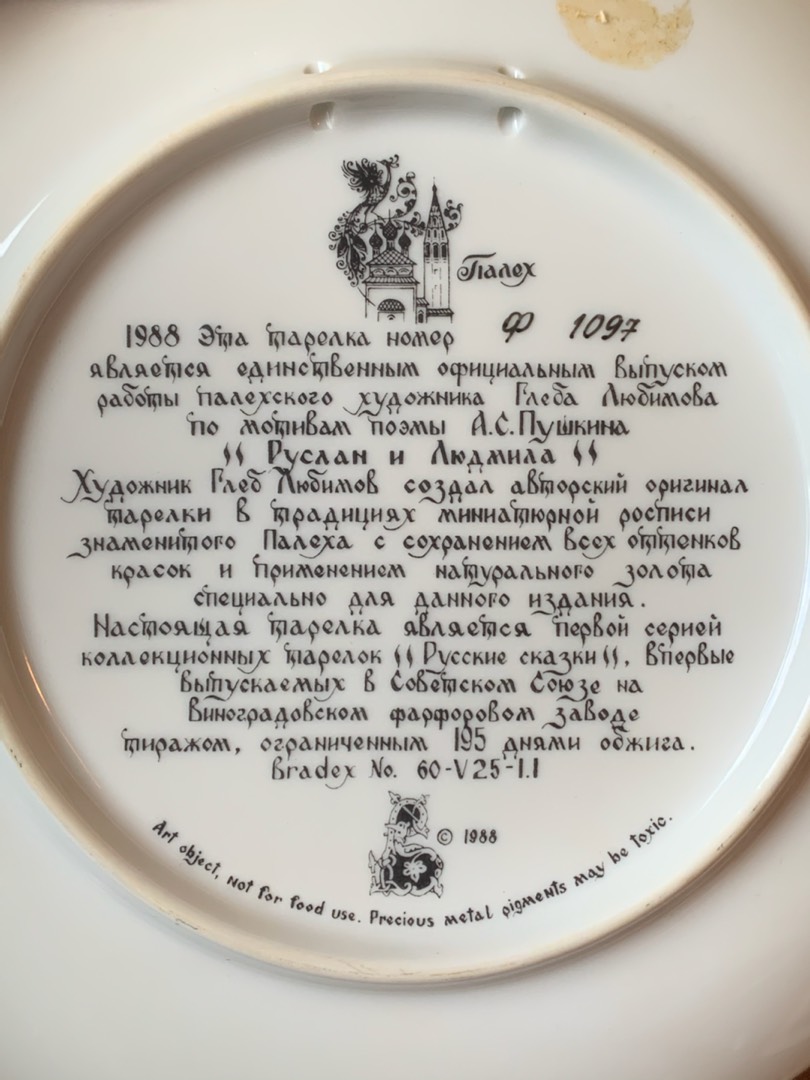 Палех
1988 Эта тарелка номер Ф 1097
является единственным официальным выпуском
работы палехского художника Глеба Любимова
по мотивам поэмы А.С.Пушкина
"Руслан и Людмила"
Художник Глеб Любимов создал авторский оригинал
тарелки в традициях миниатюрной росписи
знаменитого Палеха с сохранением всех оттенков
красок и применением натурального золота
специально для данного издания.
Настоящая тарелка является первой серией
коллекционных тарелок "Русские сказки", впервые
выпускаемых в Советском Союзе на
Виноградовском фарфоровом заводе
тиражом, ограниченным 195 днями обжига.
Bradex No. 60-V25-1.1
© 1988
Art object, not for food use. Precious metal pigments may be toxic.